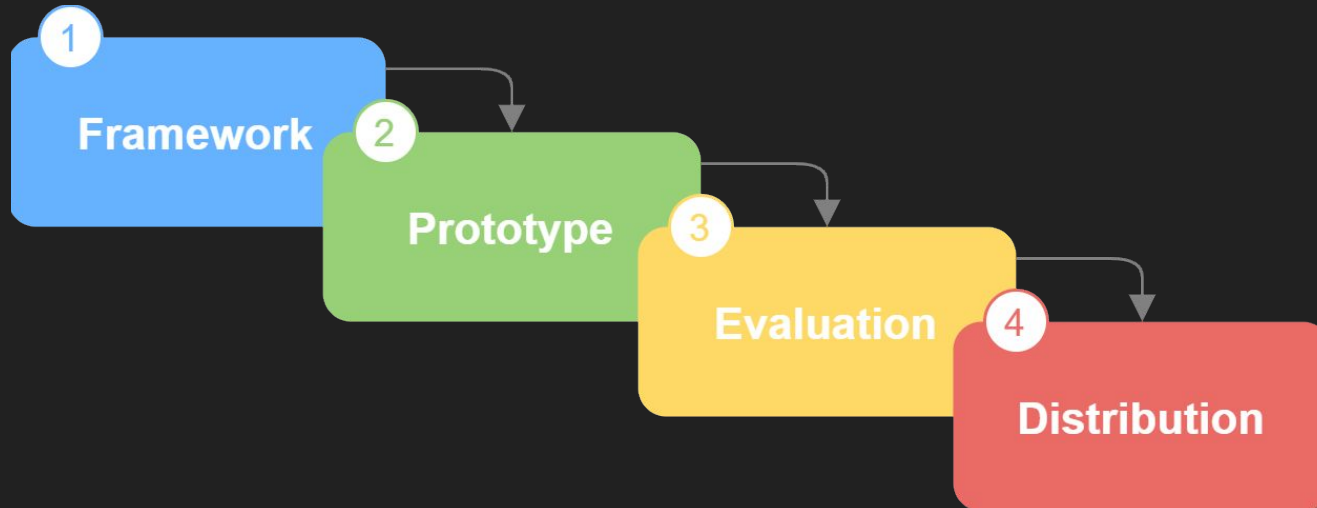 1
Framework
2
Prototype
3
Evaluation
4
Distribution